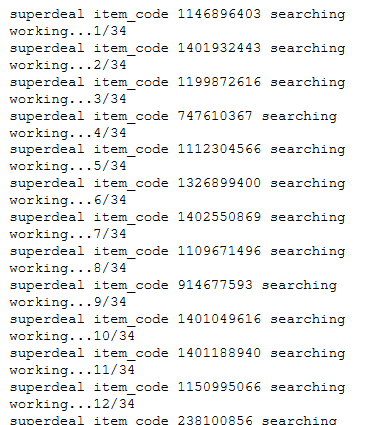 superdeal item_code 1146896403 searching
working...1/34
superdeal item_code 1401932443 searching
working...2/34
superdeal item_code 1199872616 searching
working...3/34
superdeal item_code 747610367 searching
working...4/34
superdeal item_code 1112304566 searching
working...5/34
superdeal item_code 1326899400 searching
working...6/34
superdeal item_code 1402550869 searching
working...7/34
superdeal item_code 1109671496 searching
working...8/34
superdeal item_code 914677593 searching
working...9/34
superdeal item_code 1401049616 searching
working...10/34
superdeal item_code 1401188940 searching
working...11/34
superdeal item_code 1150995066 searching
working...12/34
superdeal item code 238100856 searching